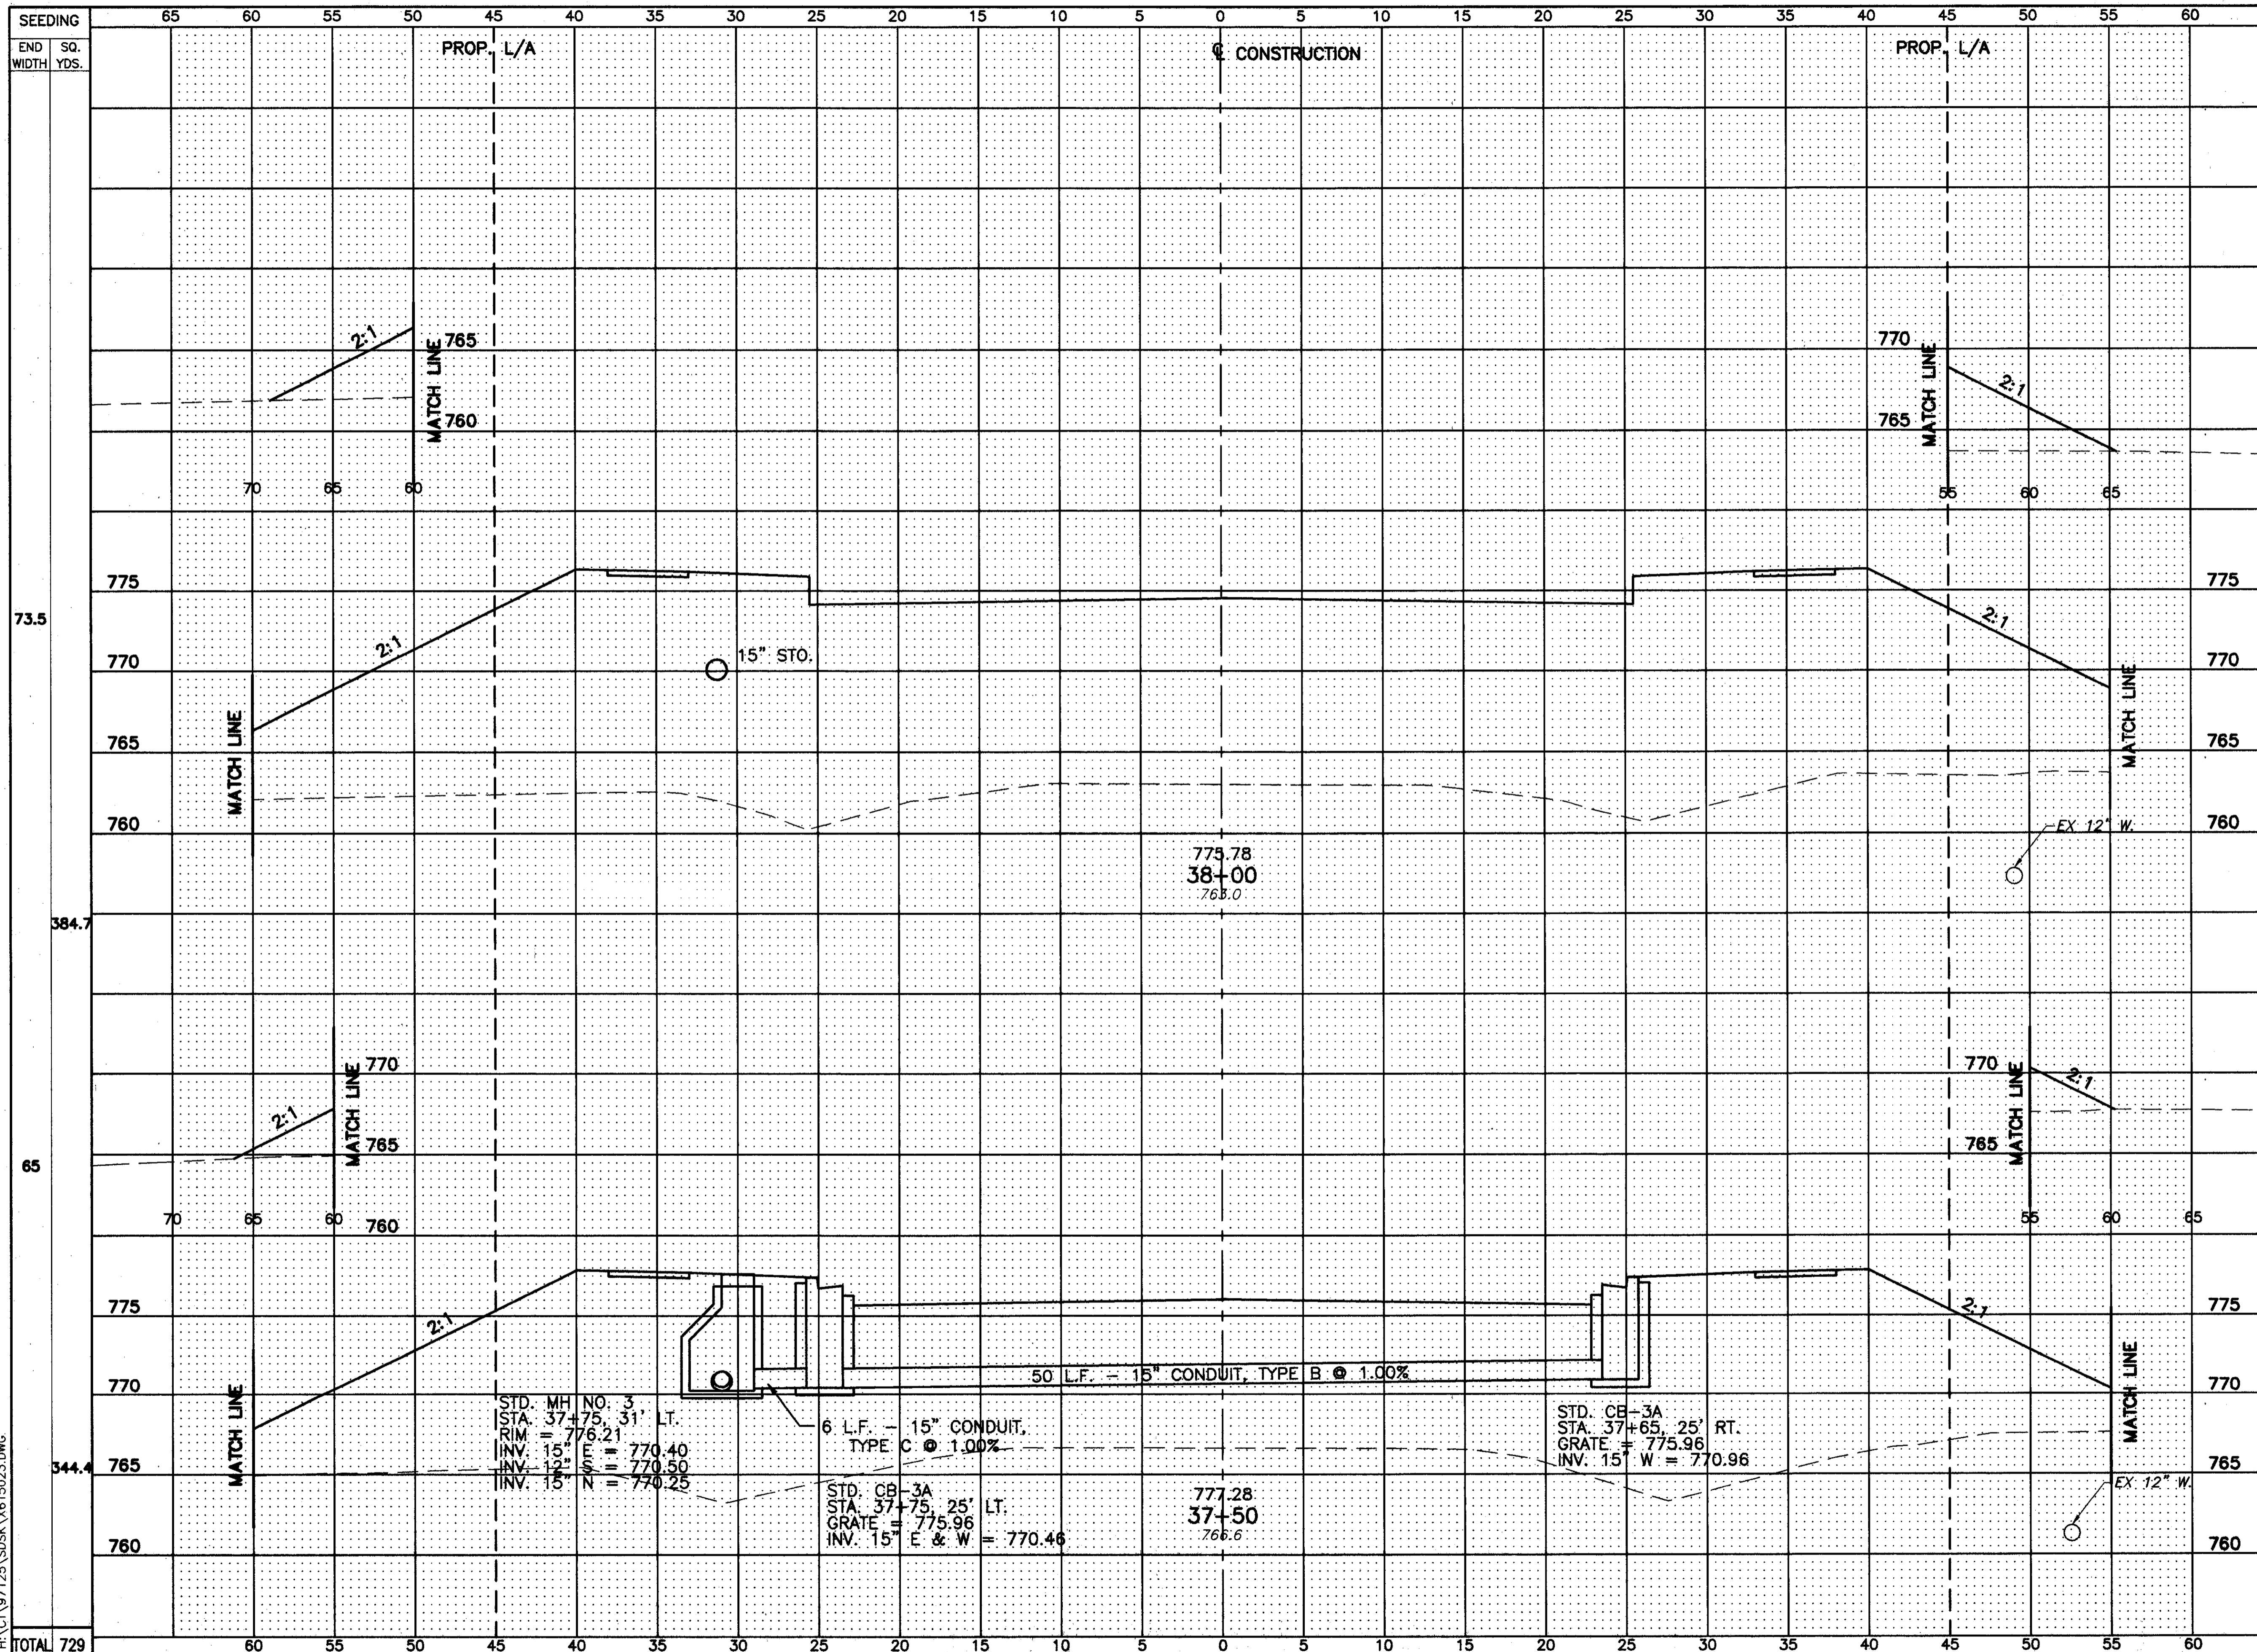 SEEDING
END WIDTH
SQ. YDS.
65 60 55 50 45 40 35 30 25 20 15 10 5 0 5 10 15 20 25 30 35 40 45 50 55 60
PROP. L/A
℄ CONSTRUCTION
PROP. L/A
2:1
MATCH LINE
765
760
70 65 60
770
765
MATCH LINE
2:1
55 60 65
73.5
775
770
765
760
MATCH LINE
2:1
15" STO.
2:1
MATCH LINE
775
770
765
760
EX 12" W.
775.78
38+00
763.0
384.7
2:1
MATCH LINE
770
765
760
70 65 60
770
765
MATCH LINE
2:1
55 60 65
65
775
770
765
760
MATCH LINE
2:1
STD. MH NO. 3
STA. 37+75, 31' LT.
RIM = 776.21
INV. 15" E = 770.40
INV. 12" S = 770.50
INV. 15" N = 770.25
6 L.F. - 15" CONDUIT,
TYPE C @ 1.00%
STD. CB-3A
STA. 37+75, 25' LT.
GRATE = 775.96
INV. 15" E & W = 770.46
50 L.F. - 15" CONDUIT, TYPE B @ 1.00%
STD. CB-3A
STA. 37+65, 25' RT.
GRATE = 775.96
INV. 15" W = 770.96
2:1
MATCH LINE
775
770
765
760
EX 12" W.
777.28
37+50
766.6
344.4
TOTAL 729
60 55 50 45 40 35 30 25 20 15 10 5 0 5 10 15 20 25 30 35 40 45 50 55 60